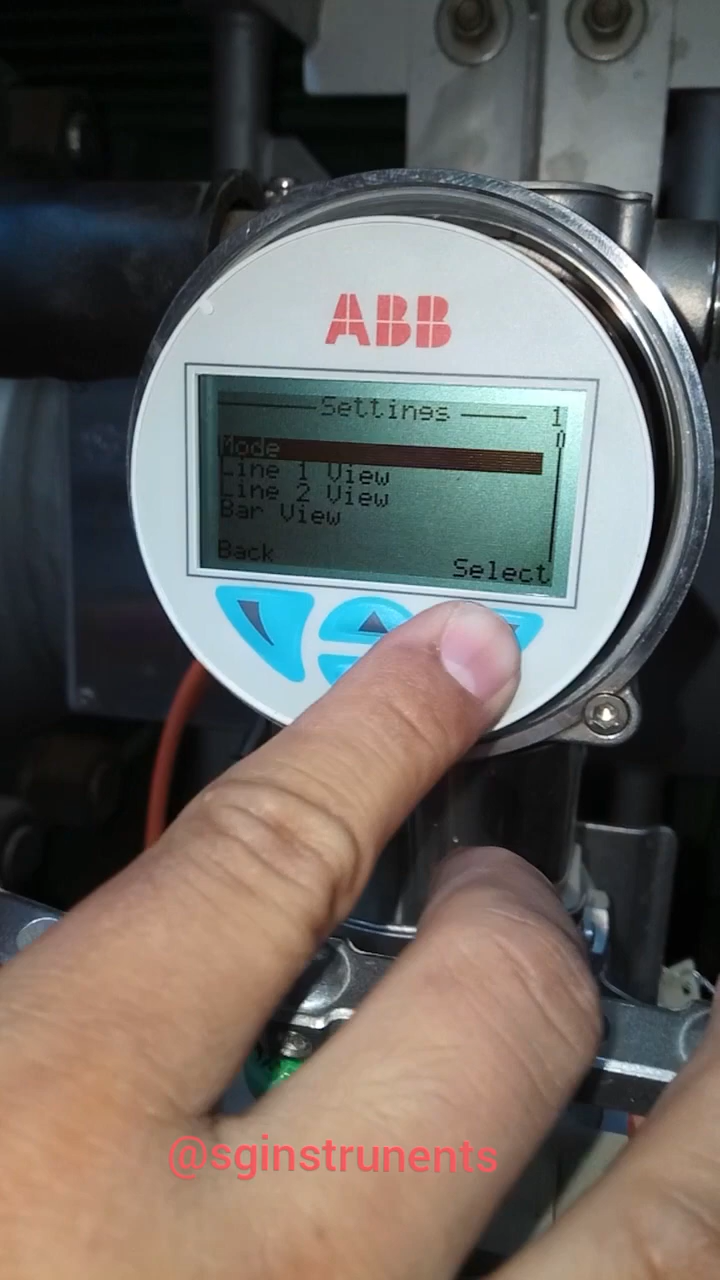 ABB
Settings 1
0
Mode
Line 1 View
Line 2 View
Bar View
Back
Select
@sginstrunents